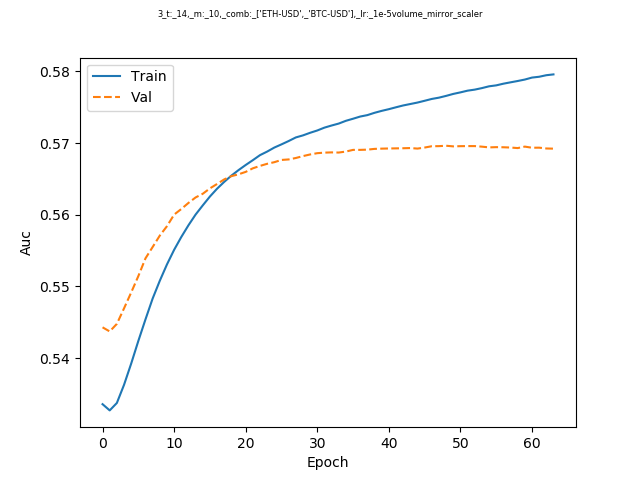 3_t:_14,_m:_10,_comb:_['ETH-USD',_'BTC-USD'],_lr:_1e-5volume_mirror_scaler
Train
Val
0.58
0.57
0.56
0.55
0.54
Auc
0 10 20 30 40 50 60
Epoch